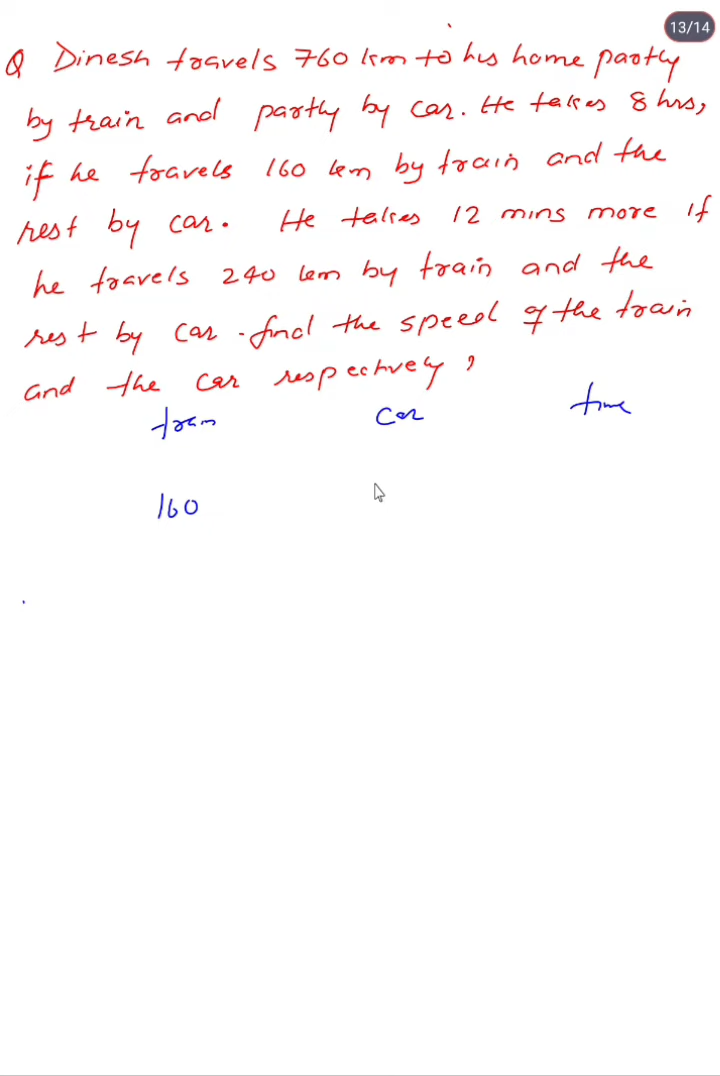 13/14
Q Dinesh travels 760 km to his home partly
by train and partly by car. He takes 8 hrs,
if he travels 160 km by train and the
rest by car. He takes 12 mins more if
he travels 240 km by train and the
rest by car. find the speed of the train
and the car respectively ?
train car time
160